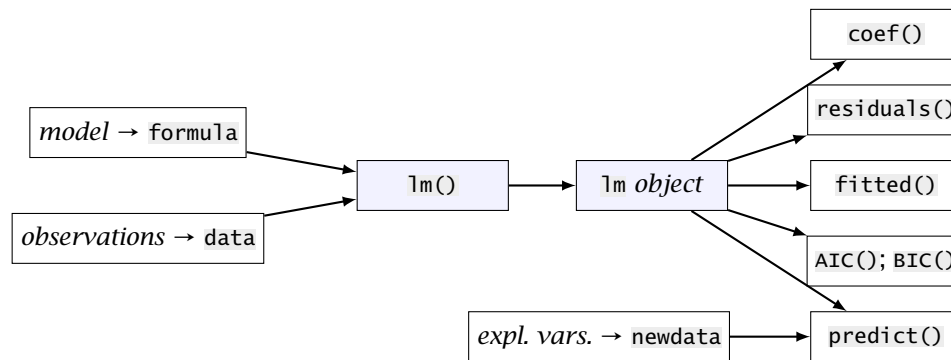 coef()
residuals()
model → formula
lm()
lm object
fitted()
observations → data
AIC(); BIC()
expl. vars. → newdata
predict()